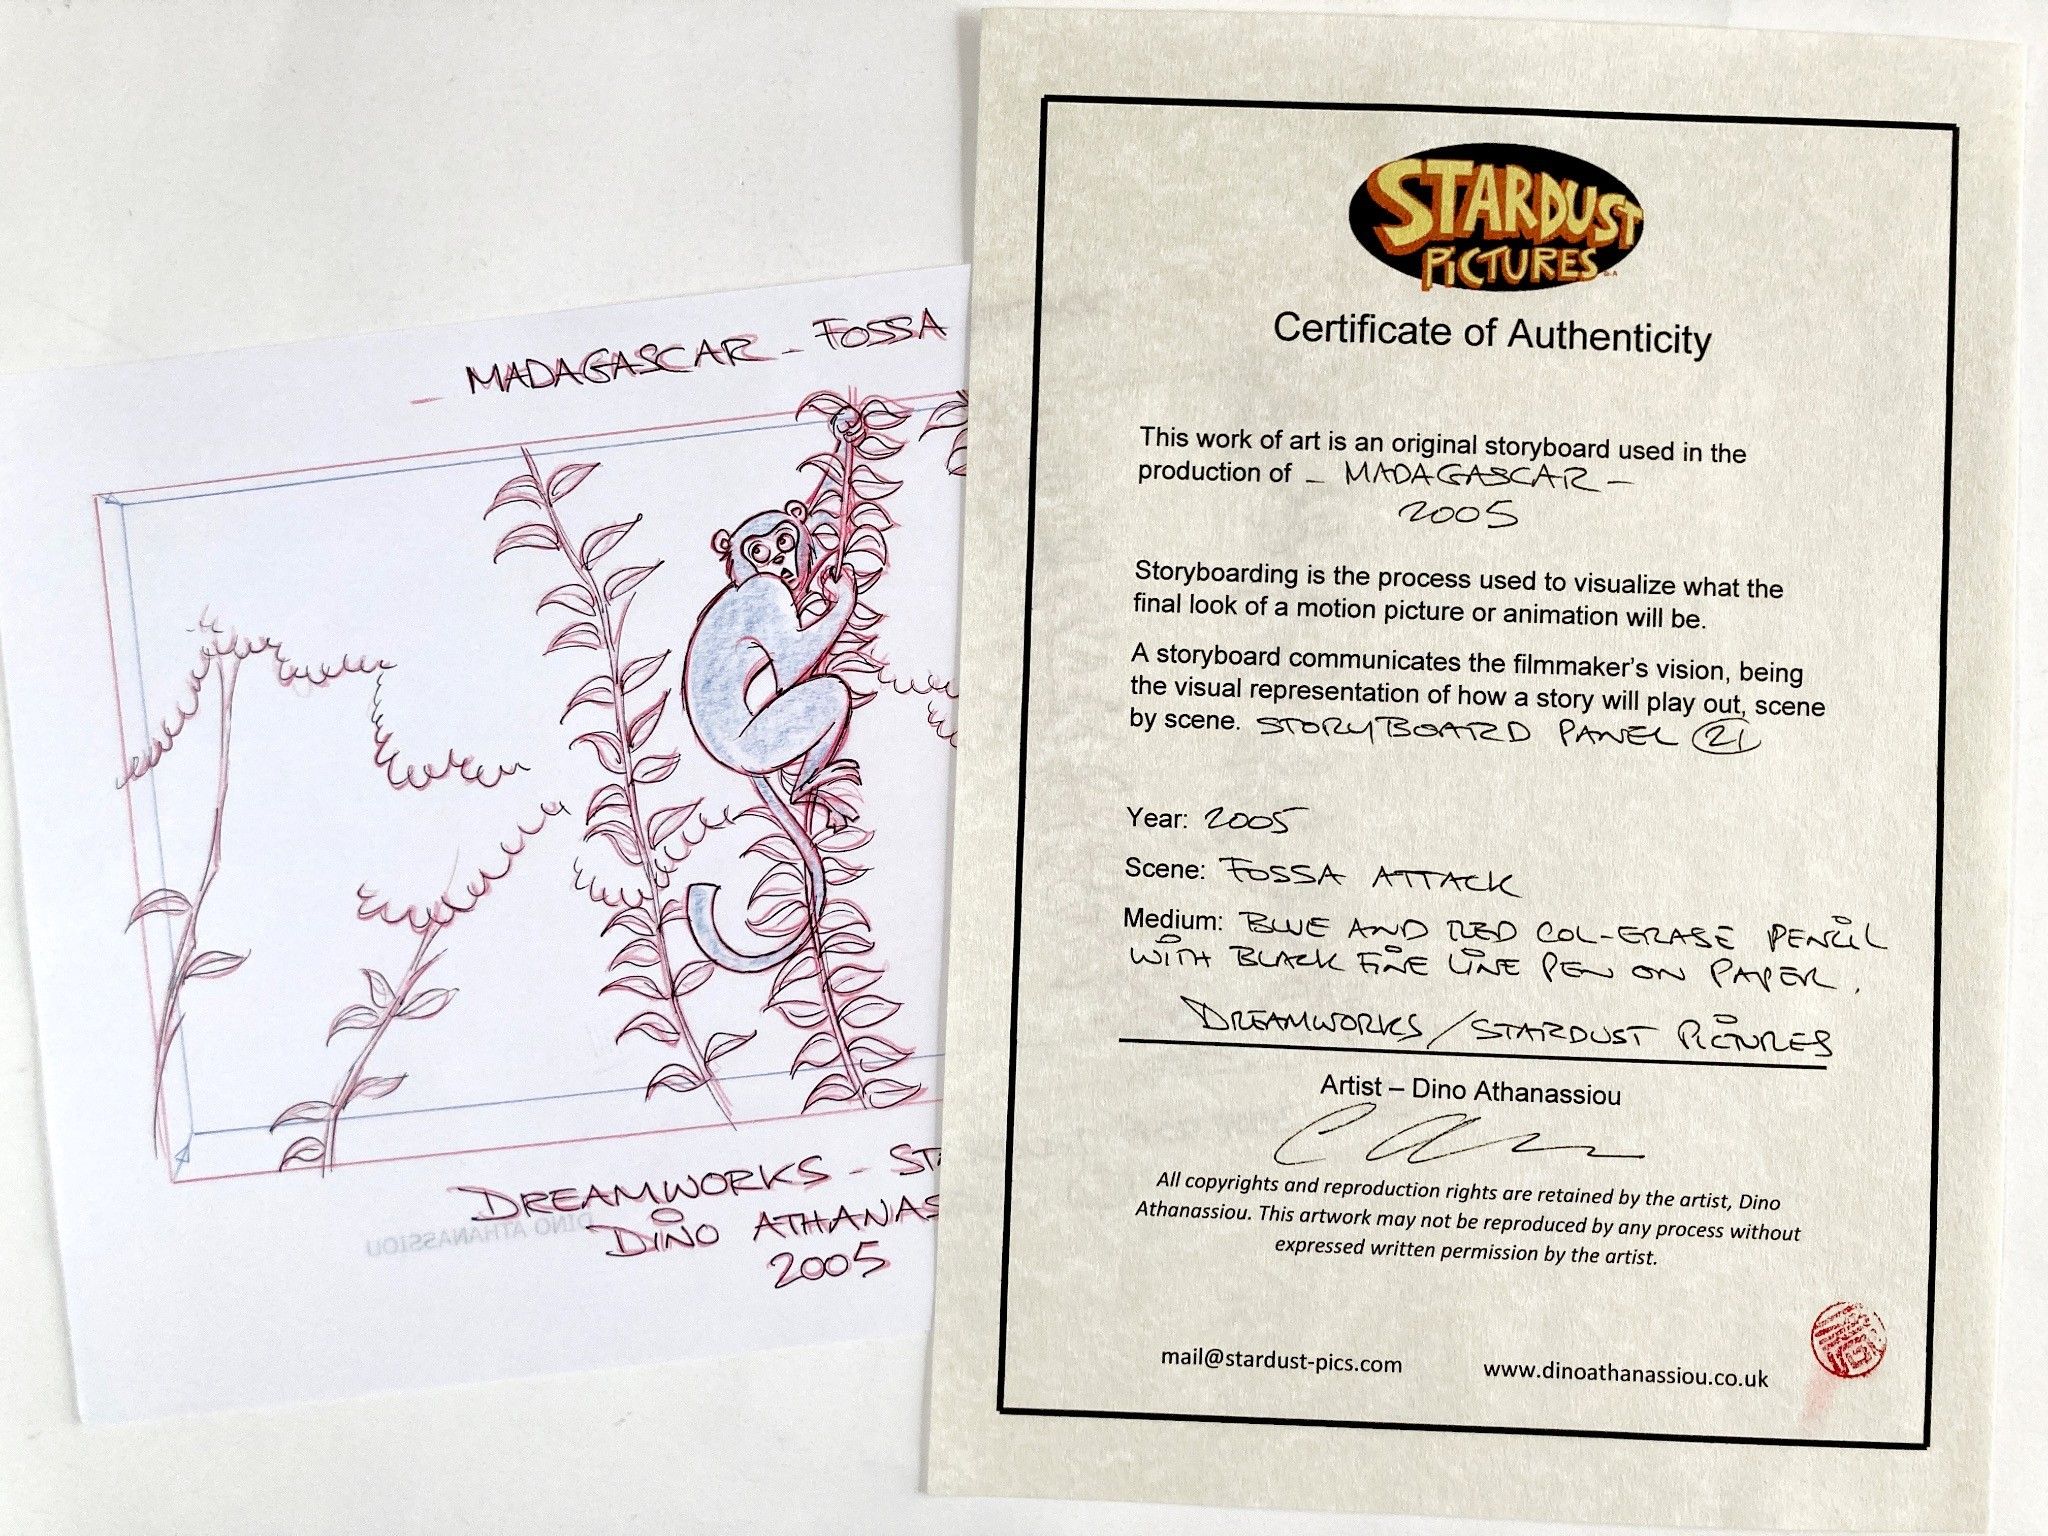 MADAGASCAR - FOSSA
DREAMWORKS - STA
DINO ATHANAS
2005
DINO ATHANASSIOU
STARDUST
PICTURES
Certificate of Authenticity
This work of art is an original storyboard used in the
production of - MADAGASCAR -
2005
Storyboarding is the process used to visualize what the
final look of a motion picture or animation will be.
A storyboard communicates the filmmaker's vision, being
the visual representation of how a story will play out, scene
by scene. STORYBOARD PANEL 21
Year: 2005
Scene: FOSSA ATTACK
Medium: BLUE AND RED COL-ERASE PENCIL
WITH BLACK FINE LINE PEN ON PAPER.
DREAMWORKS / STARDUST PICTURES
Artist – Dino Athanassiou
All copyrights and reproduction rights are retained by the artist, Dino
Athanassiou. This artwork may not be reproduced by any process without
expressed written permission by the artist.
mail@stardust-pics.com www.dinoathanassiou.co.uk